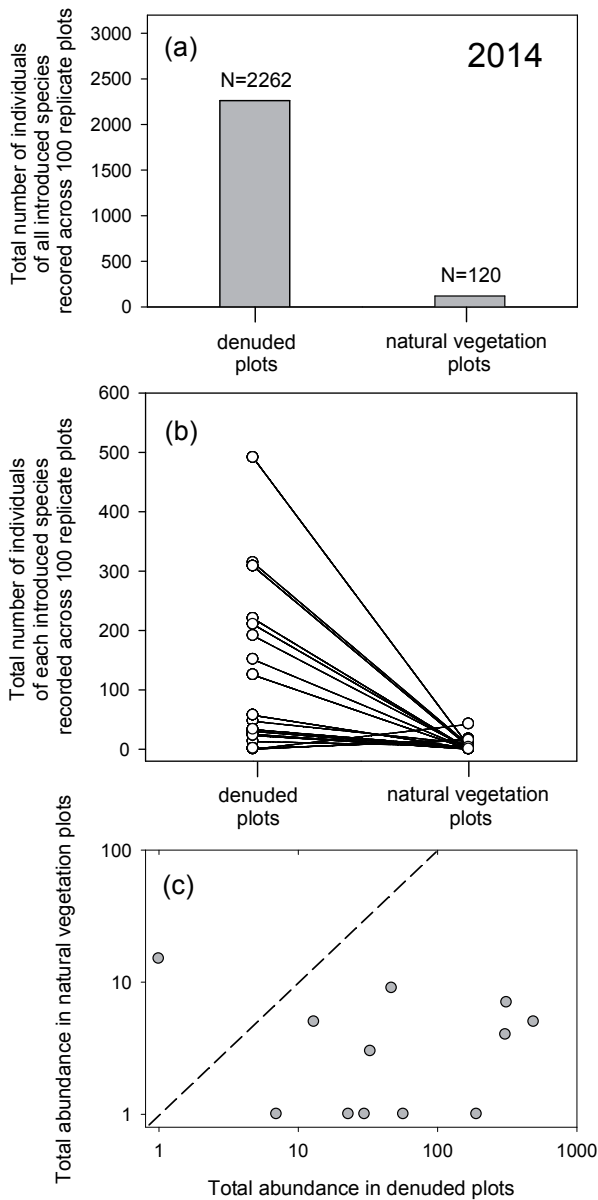 Total number of individuals
of all introduced species
recored across 100 replicate plots
3000
2500
2000
1500
1000
500
0
(a)
2014
N=2262
N=120
denuded
plots
natural vegetation
plots
Total number of individuals
of each introduced species
recorded across 100 replicate plots
600
500
400
300
200
100
0
(b)
denuded
plots
natural vegetation
plots
Total abundance in natural vegetation plots
100
10
1
(c)
1
10
100
1000
Total abundance in denuded plots